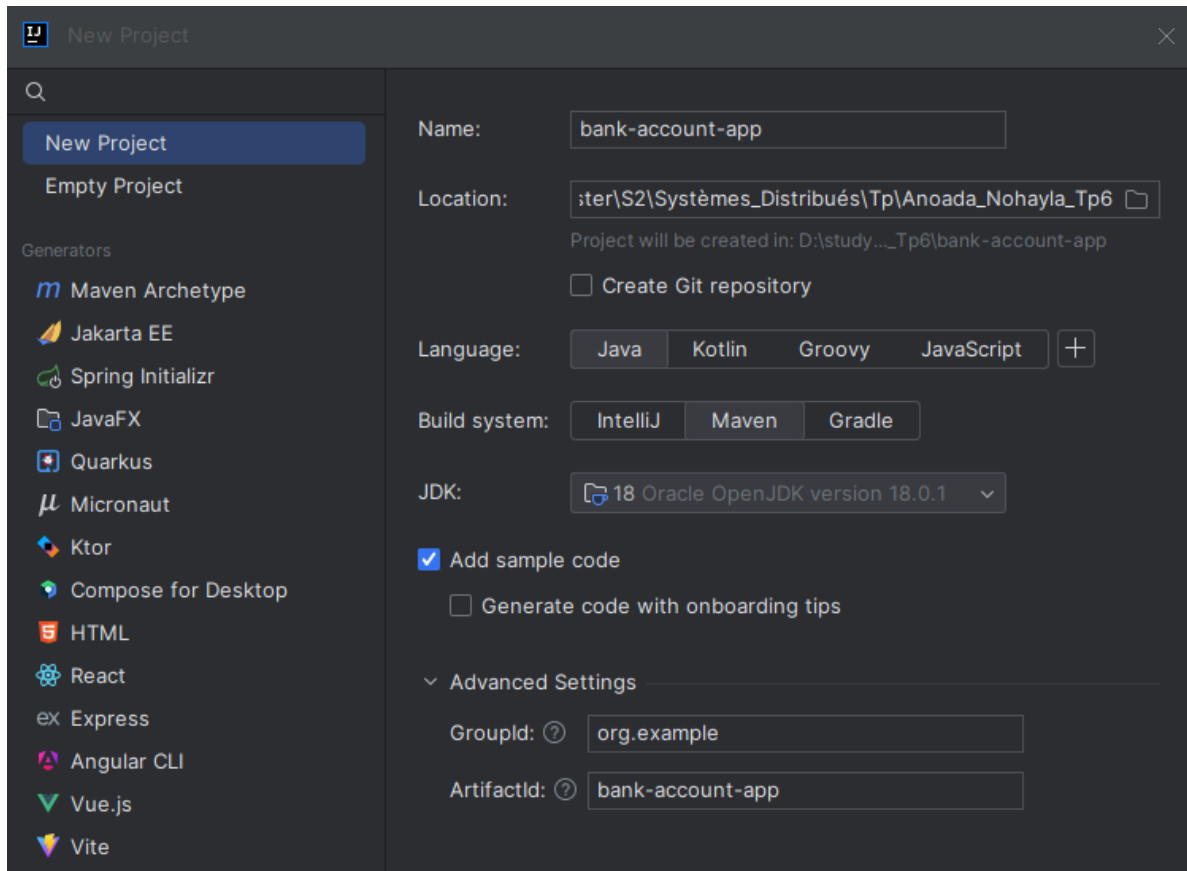 New Project
New Project
Empty Project
Generators
Maven Archetype
Jakarta EE
Spring Initializr
JavaFX
Quarkus
Micronaut
Ktor
Compose for Desktop
HTML
React
ex Express
Angular CLI
Vue.js
Vite
Name: bank-account-app
Location: ster\S2\Systèmes_Distribués\Tp\Anoada_Nohayla_Tp6
Project will be created in: D:\study..._Tp6\bank-account-app
Create Git repository
Language: Java Kotlin Groovy JavaScript
Build system: IntelliJ Maven Gradle
JDK: 18 Oracle OpenJDK version 18.0.1
Add sample code
Generate code with onboarding tips
Advanced Settings
GroupId: ? org.example
ArtifactId: ? bank-account-app